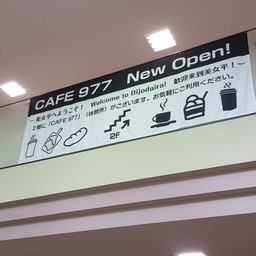 CAFE 977 New Open!
～美女平へようこそ！ Welcome to Bijodaira! 歡迎来到美女平！～
2階に「CAFE 977」（休憩所）がございます。お気軽にご利用ください。
2F